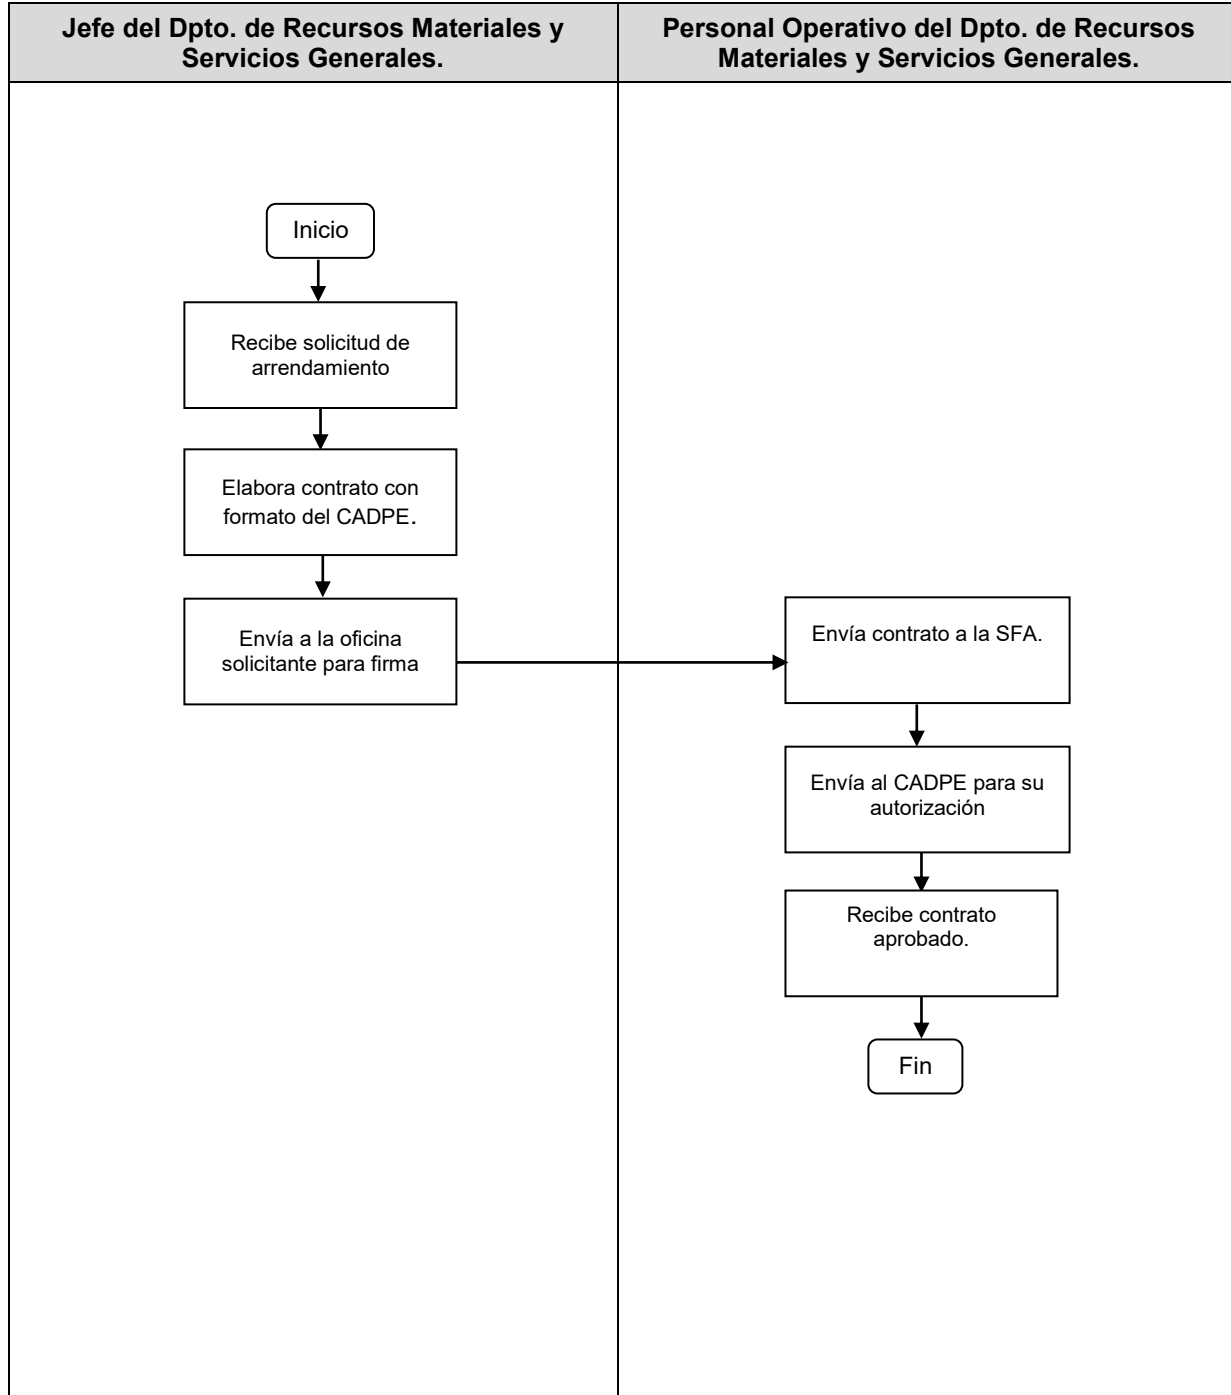 Jefe del Dpto. de Recursos Materiales y
Servicios Generales.
Personal Operativo del Dpto. de Recursos
Materiales y Servicios Generales.
Inicio
Recibe solicitud de
arrendamiento
Elabora contrato con
formato del CADPE.
Envía a la oficina
solicitante para firma
Envía contrato a la SFA.
Envía al CADPE para su
autorización
Recibe contrato
aprobado.
Fin